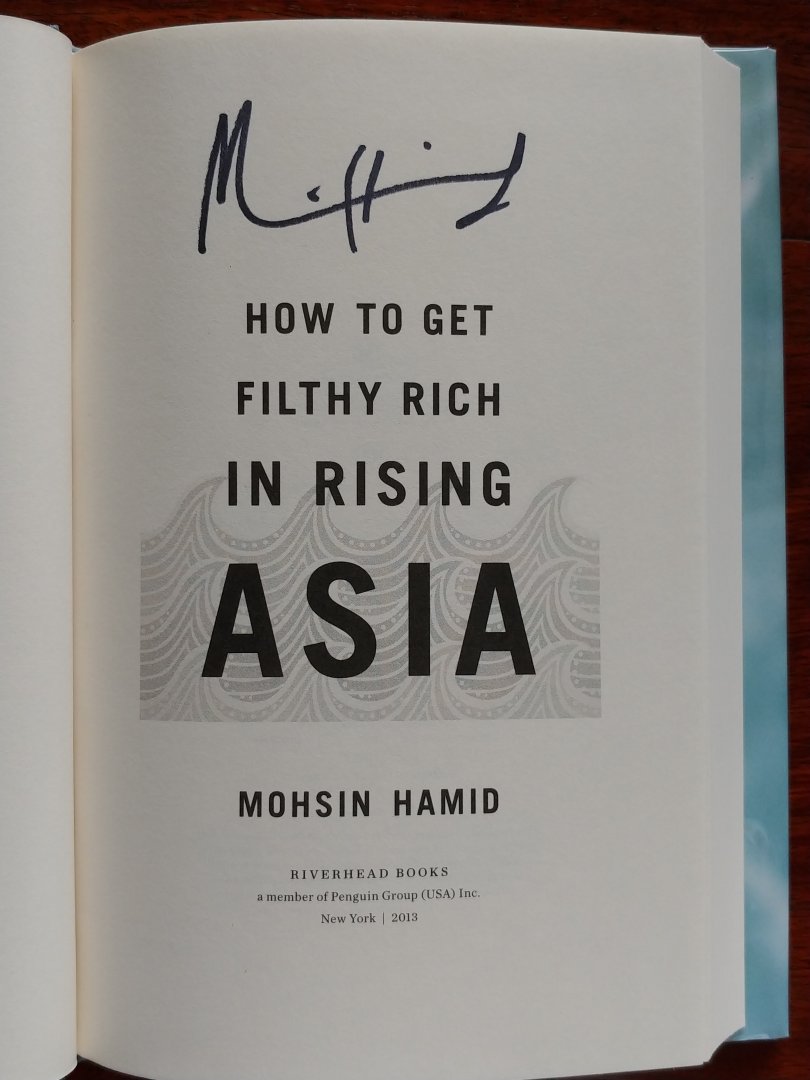 HOW TO GET
FILTHY RICH
IN RISING
ASIA
MOHSIN HAMID
RIVERHEAD BOOKS
a member of Penguin Group (USA) Inc.
New York | 2013